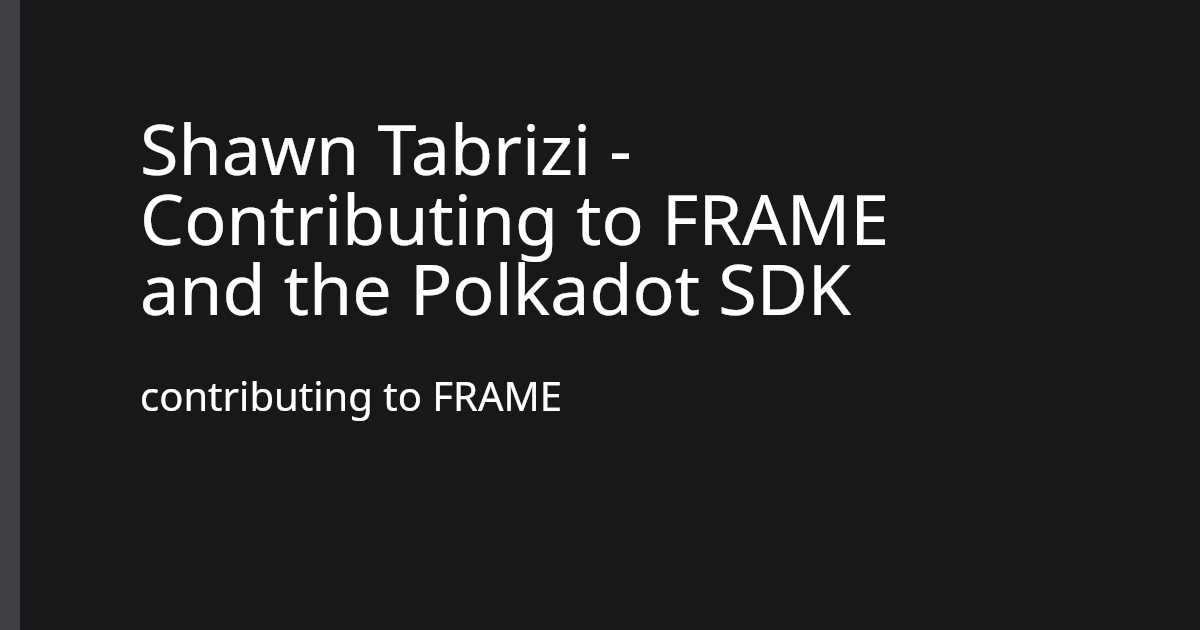 Shawn Tabrizi -
Contributing to FRAME
and the Polkadot SDK
contributing to FRAME